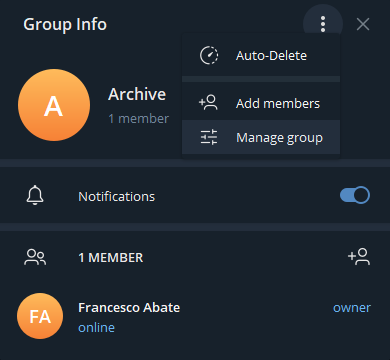 Group Info
Auto-Delete
A
Archive
1 member
Add members
Manage group
Notifications
1 MEMBER
FA
Francesco Abate
owner
online